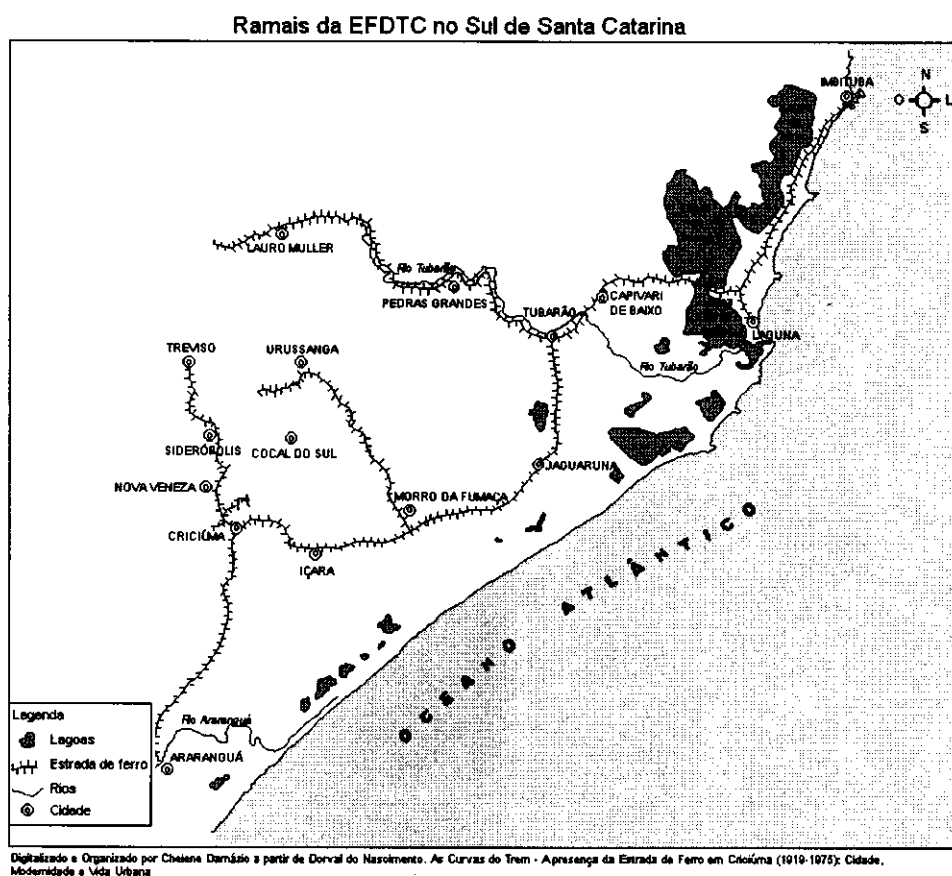 Ramais da EFDTC no Sul de Santa Catarina
IMBITUBA
N
O L
S
LAURO MULLER
Rio Tubarão
PEDRAS GRANDES
CAPIVARI
DE BAIXO
TUBARÃO
LAGUNA
TREVISO
URUSSANGA
Rio Tubarão
SIDERÓPOLIS
COCAL DO SUL
JAGUARUNA
NOVA VENEZA
MORRO DA FUMAÇA
CRICIÚMA
IÇARA
OCEANO ATLÂNTICO
Legenda
Lagoas
Estrada de ferro
Rios
Cidade
Rio Araranguá
ARARANGUÁ
Digitalizado e Organizado por Cheiene Damázio a partir de Dorval do Nascimento. As Curvas do Trem - Apresença da Estrada de Ferro em Criciúma (1919-1975): Cidade,
Modernidade e Vida Urbana